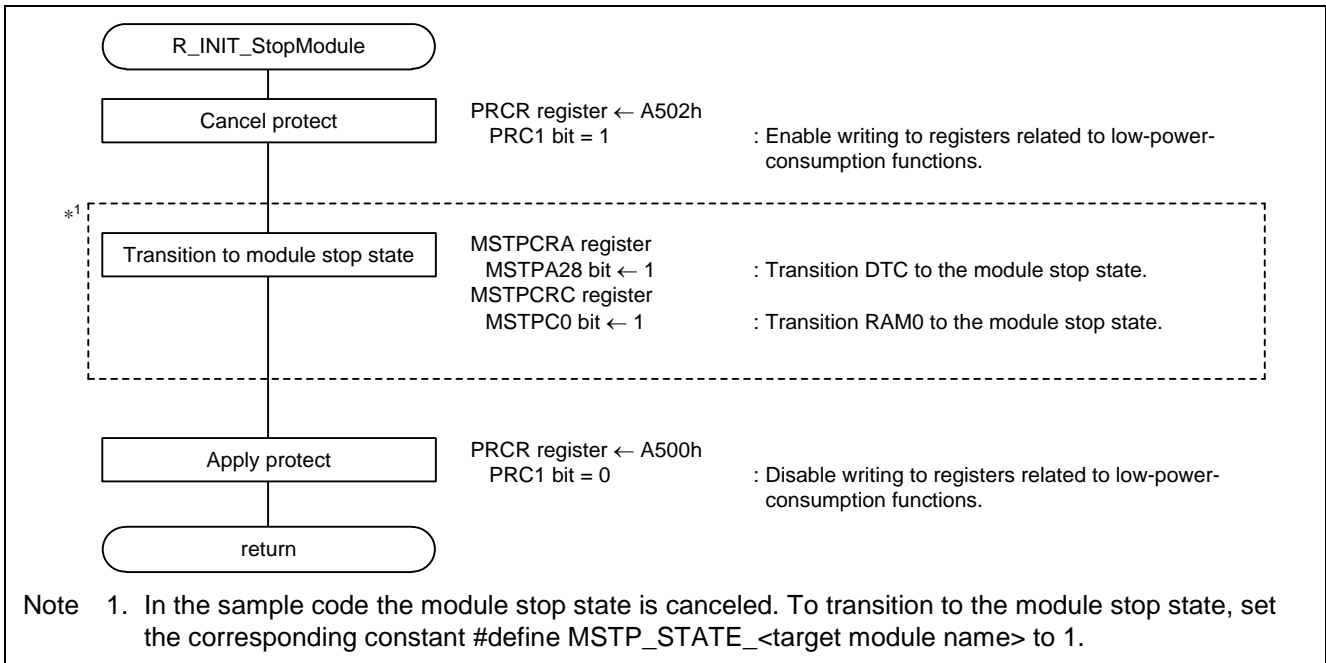 R_INIT_StopModule
Cancel protect
PRCR register ← A502h
PRC1 bit = 1 : Enable writing to registers related to low-power-
consumption functions.
*1
Transition to module stop state
MSTPCRA register
MSTPA28 bit ← 1 : Transition DTC to the module stop state.
MSTPCRC register
MSTPC0 bit ← 1 : Transition RAM0 to the module stop state.
Apply protect
PRCR register ← A500h
PRC1 bit = 0 : Disable writing to registers related to low-power-
consumption functions.
return
Note 1. In the sample code the module stop state is canceled. To transition to the module stop state, set
the corresponding constant #define MSTP_STATE_<target module name> to 1.